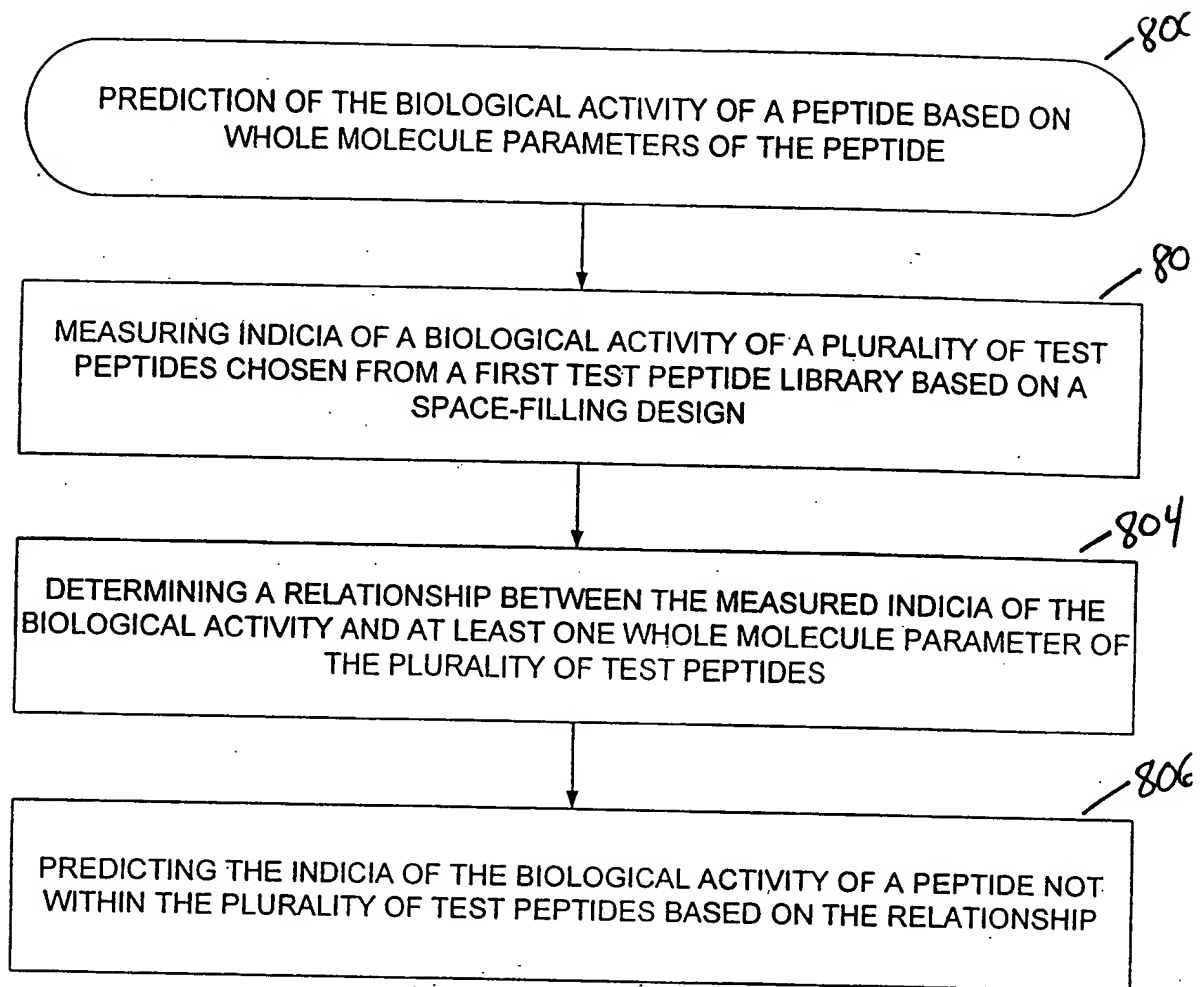 PREDICTION OF THE BIOLOGICAL ACTIVITY OF A PEPTIDE BASED ON
WHOLE MOLECULE PARAMETERS OF THE PEPTIDE
80
MEASURING INDICIA OF A BIOLOGICAL ACTIVITY OF A PLURALITY OF TEST
PEPTIDES CHOSEN FROM A FIRST TEST PEPTIDE LIBRARY BASED ON A
SPACE-FILLING DESIGN
804
DETERMINING A RELATIONSHIP BETWEEN THE MEASURED INDICIA OF THE
BIOLOGICAL ACTIVITY AND AT LEAST ONE WHOLE MOLECULE PARAMETER OF
THE PLURALITY OF TEST PEPTIDES
806
PREDICTING THE INDICIA OF THE BIOLOGICAL ACTIVITY OF A PEPTIDE NOT
WITHIN THE PLURALITY OF TEST PEPTIDES BASED ON THE RELATIONSHIP